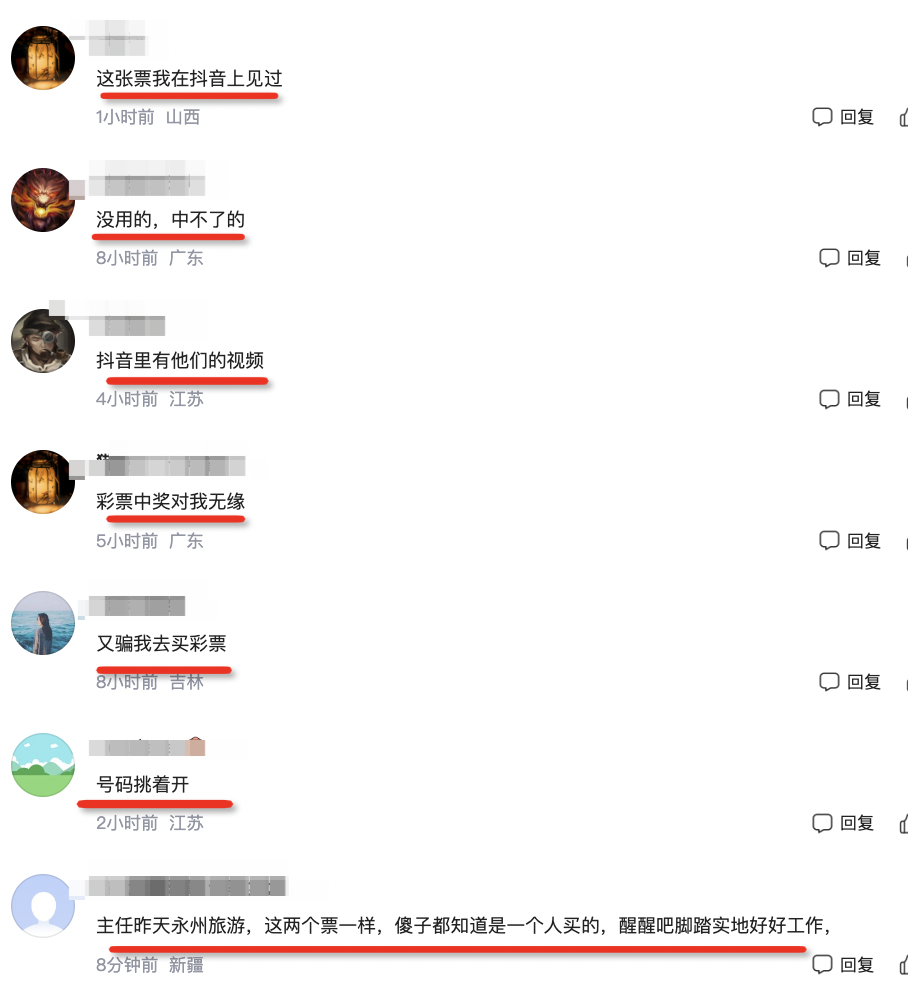 这张票我在抖音上见过
1小时前 山西
回复
没用的，中不了的
8小时前 广东
回复
抖音里有他们的视频
4小时前 江苏
回复
彩票中奖对我无缘
5小时前 广东
回复
又骗我去买彩票
8小时前 吉林
回复
号码挑着开
2小时前 江苏
回复
主任昨天永州旅游，这两个票一样，傻子都知道是一个人买的，醒醒吧脚踏实地好好工作，
8分钟前 新疆
回复